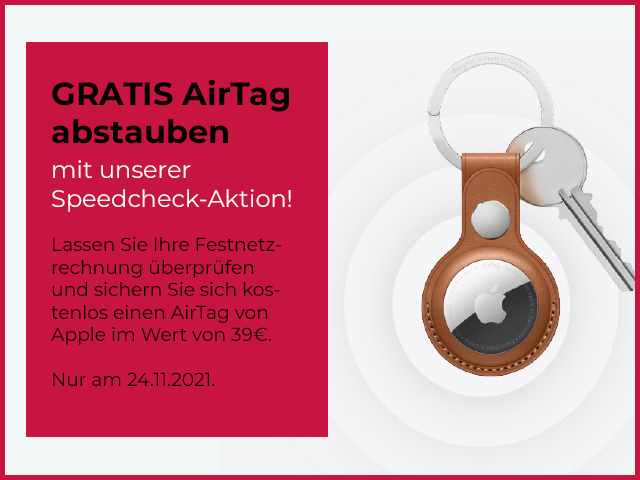 GRATIS AirTag
abstauben
mit unserer
Speedcheck-Aktion!
Lassen Sie Ihre Festnetz-
rechnung überprüfen
und sichern Sie sich kos-
tenlos einen AirTag von
Apple im Wert von 39€.
Nur am 24.11.2021.